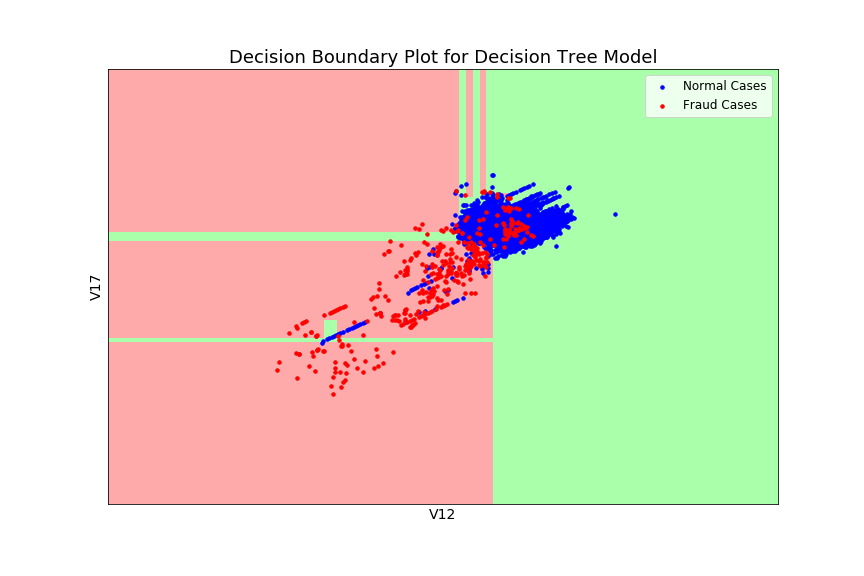 Decision Boundary Plot for Decision Tree Model
Normal Cases
Fraud Cases
V17
V12